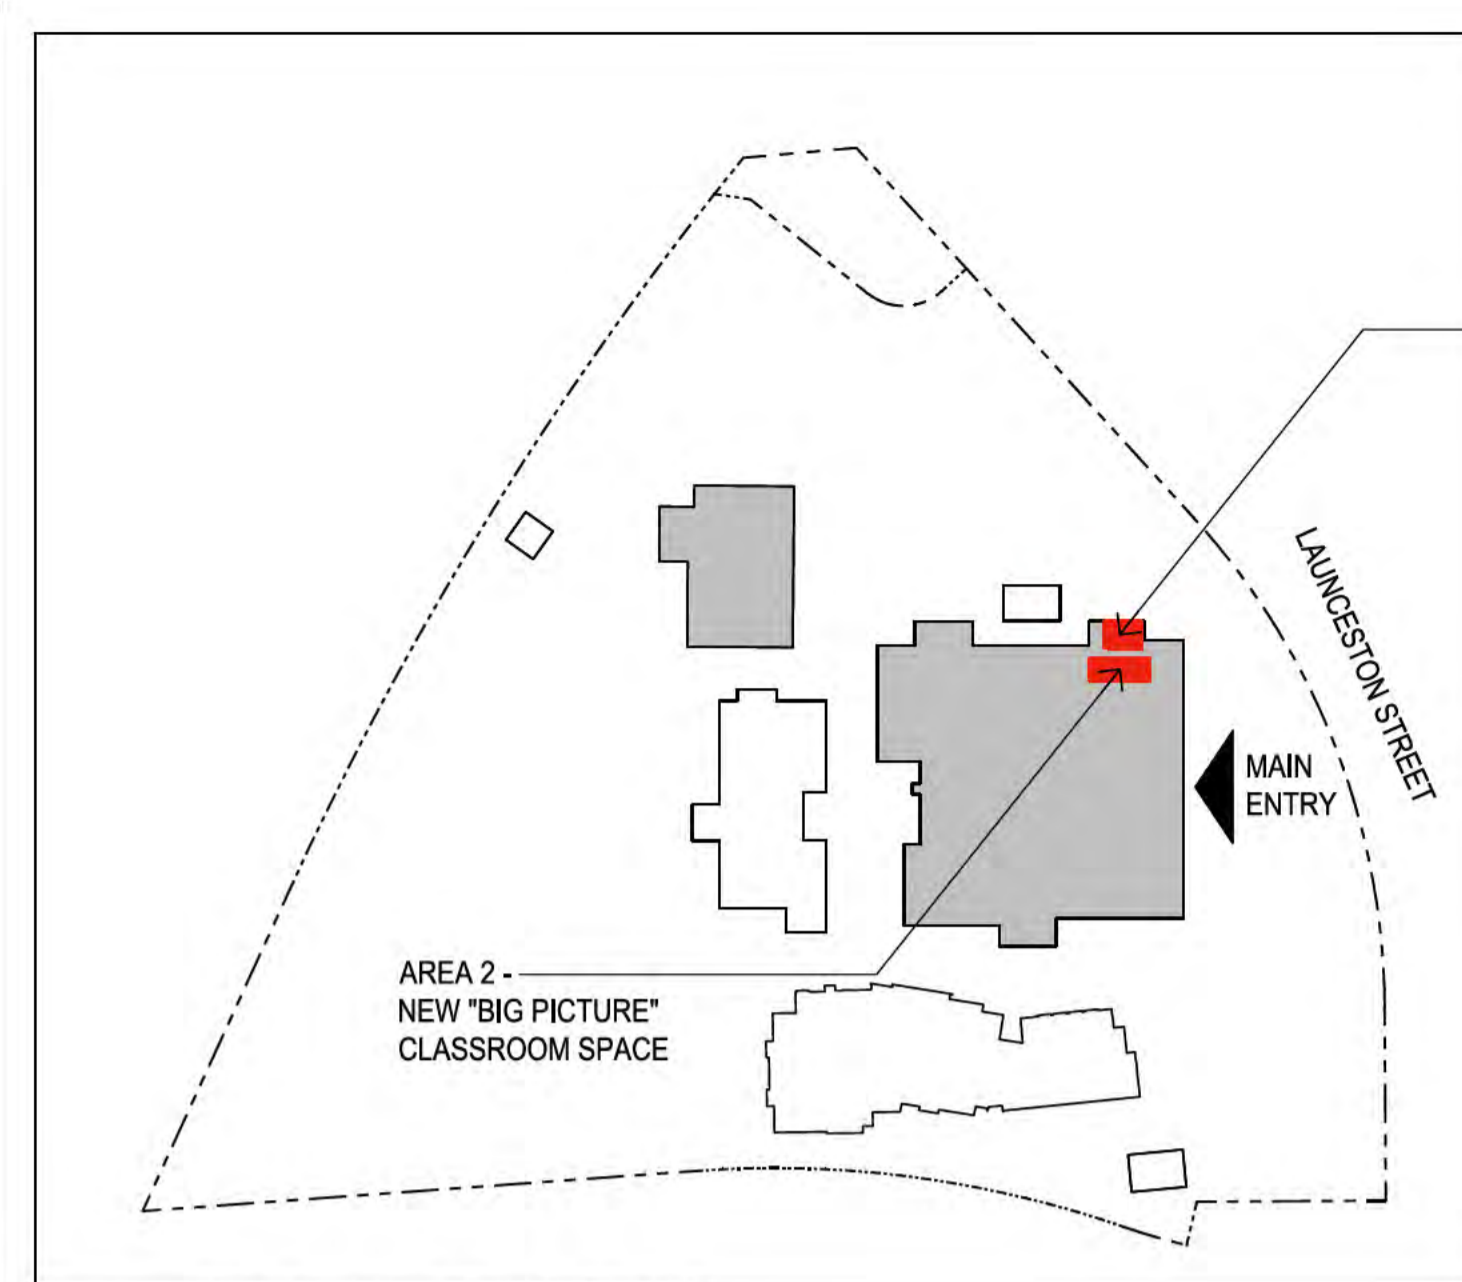 LAUNCESTON STREET
MAIN
ENTRY
AREA 2 -
NEW "BIG PICTURE"
CLASSROOM SPACE